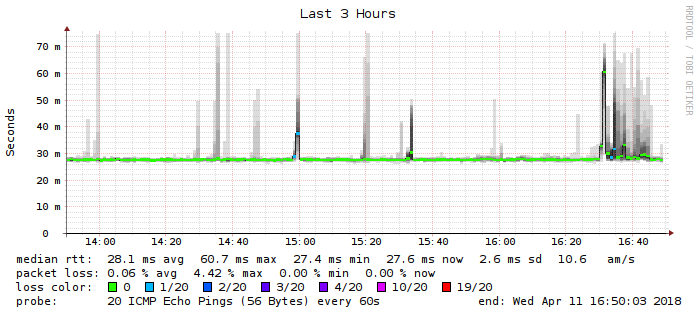 Last 3 Hours
RRDTOOL / TOBI OETIKER
Seconds
70 m
60 m
50 m
40 m
30 m
20 m
10 m
0
14:00 14:20 14:40 15:00 15:20 15:40 16:00 16:20 16:40
median rtt: 28.1 ms avg 60.7 ms max 27.4 ms min 27.6 ms now 2.6 ms sd 10.6 am/s
packet loss: 0.06 % avg 4.42 % max 0.00 % min 0.00 % now
loss color: 0 1/20 2/20 3/20 4/20 10/20 19/20
probe: 20 ICMP Echo Pings (56 Bytes) every 60s end: Wed Apr 11 16:50:03 2018